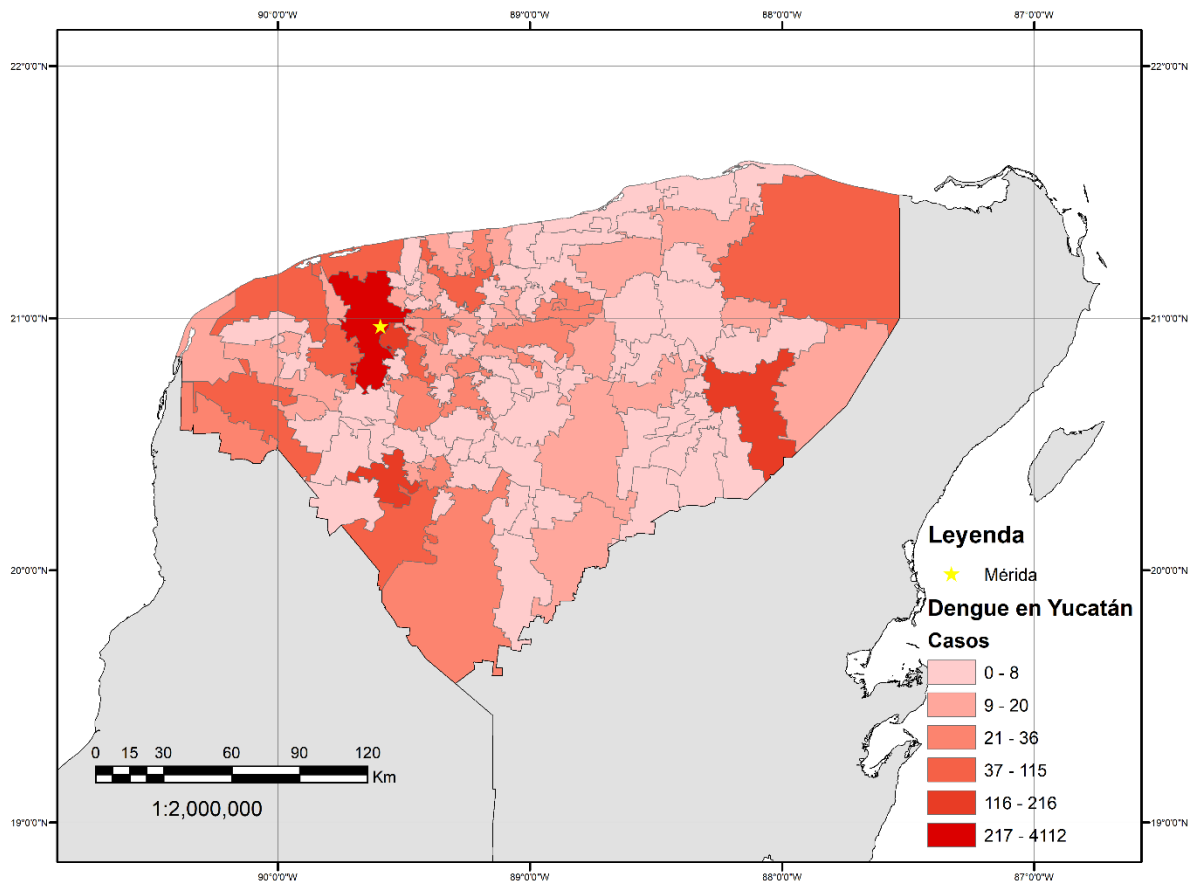 90°0'0"W 89°0'0"W 88°0'0"W 87°0'0"W
22°0'0"N 22°0'0"N
21°0'0"N 21°0'0"N
20°0'0"N 20°0'0"N
19°0'0"N 19°0'0"N
Leyenda
Mérida
Dengue en Yucatán
Casos
0 - 8
9 - 20
21 - 36
37 - 115
116 - 216
217 - 4112
0 15 30 60 90 120
Km
1:2,000,000
90°0'0"W 89°0'0"W 88°0'0"W 87°0'0"W